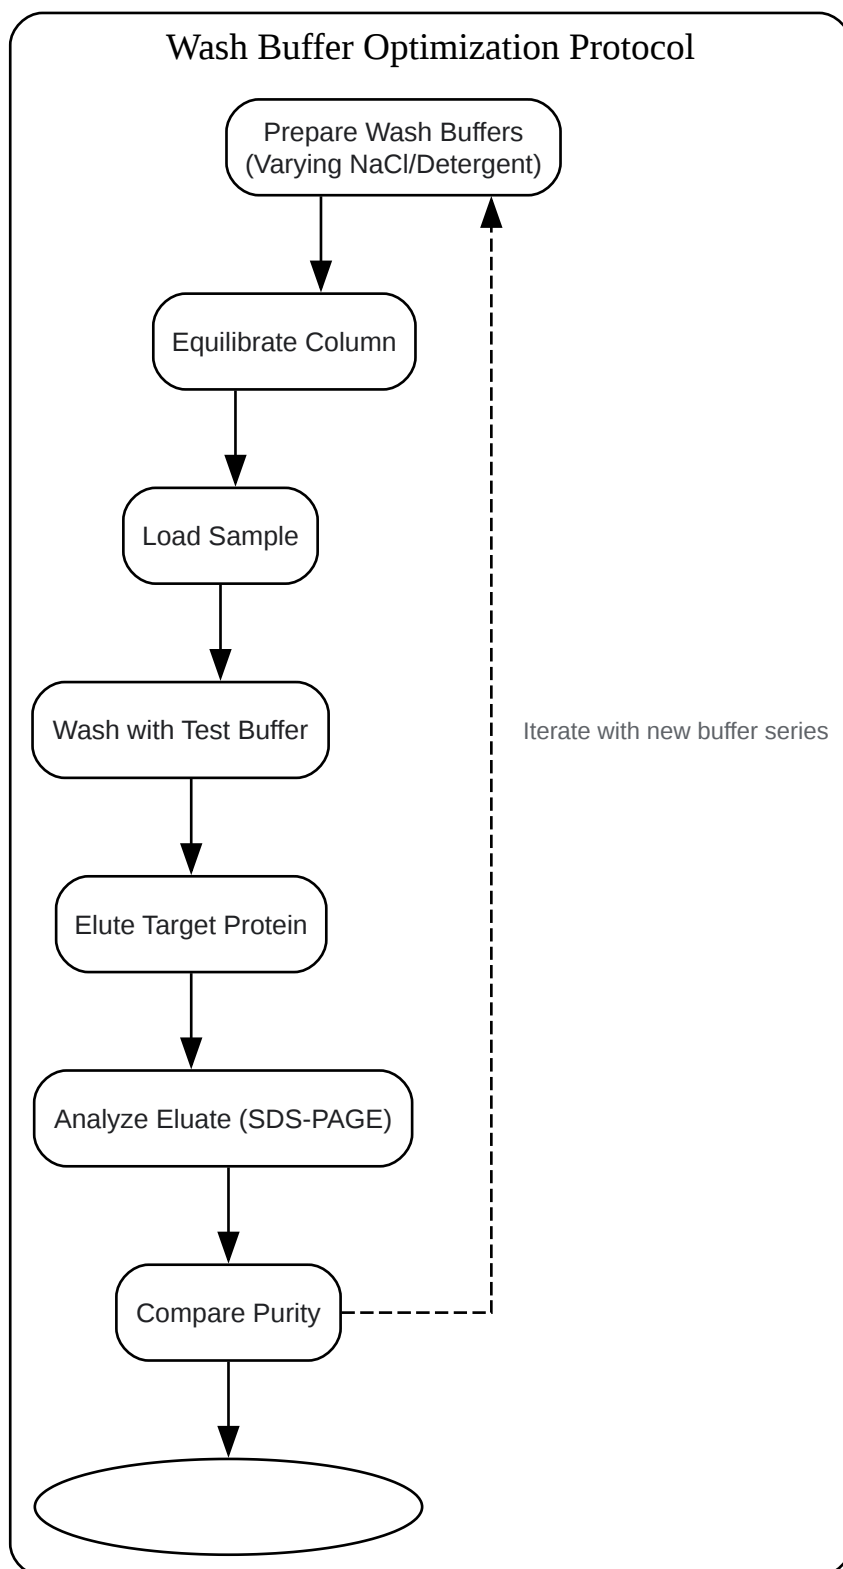 Wash Buffer Optimization Protocol
Prepare Wash Buffers
(Varying NaCl/Detergent)
Equilibrate Column
Load Sample
Wash with Test Buffer
Iterate with new buffer series
Elute Target Protein
Analyze Eluate (SDS-PAGE)
Compare Purity